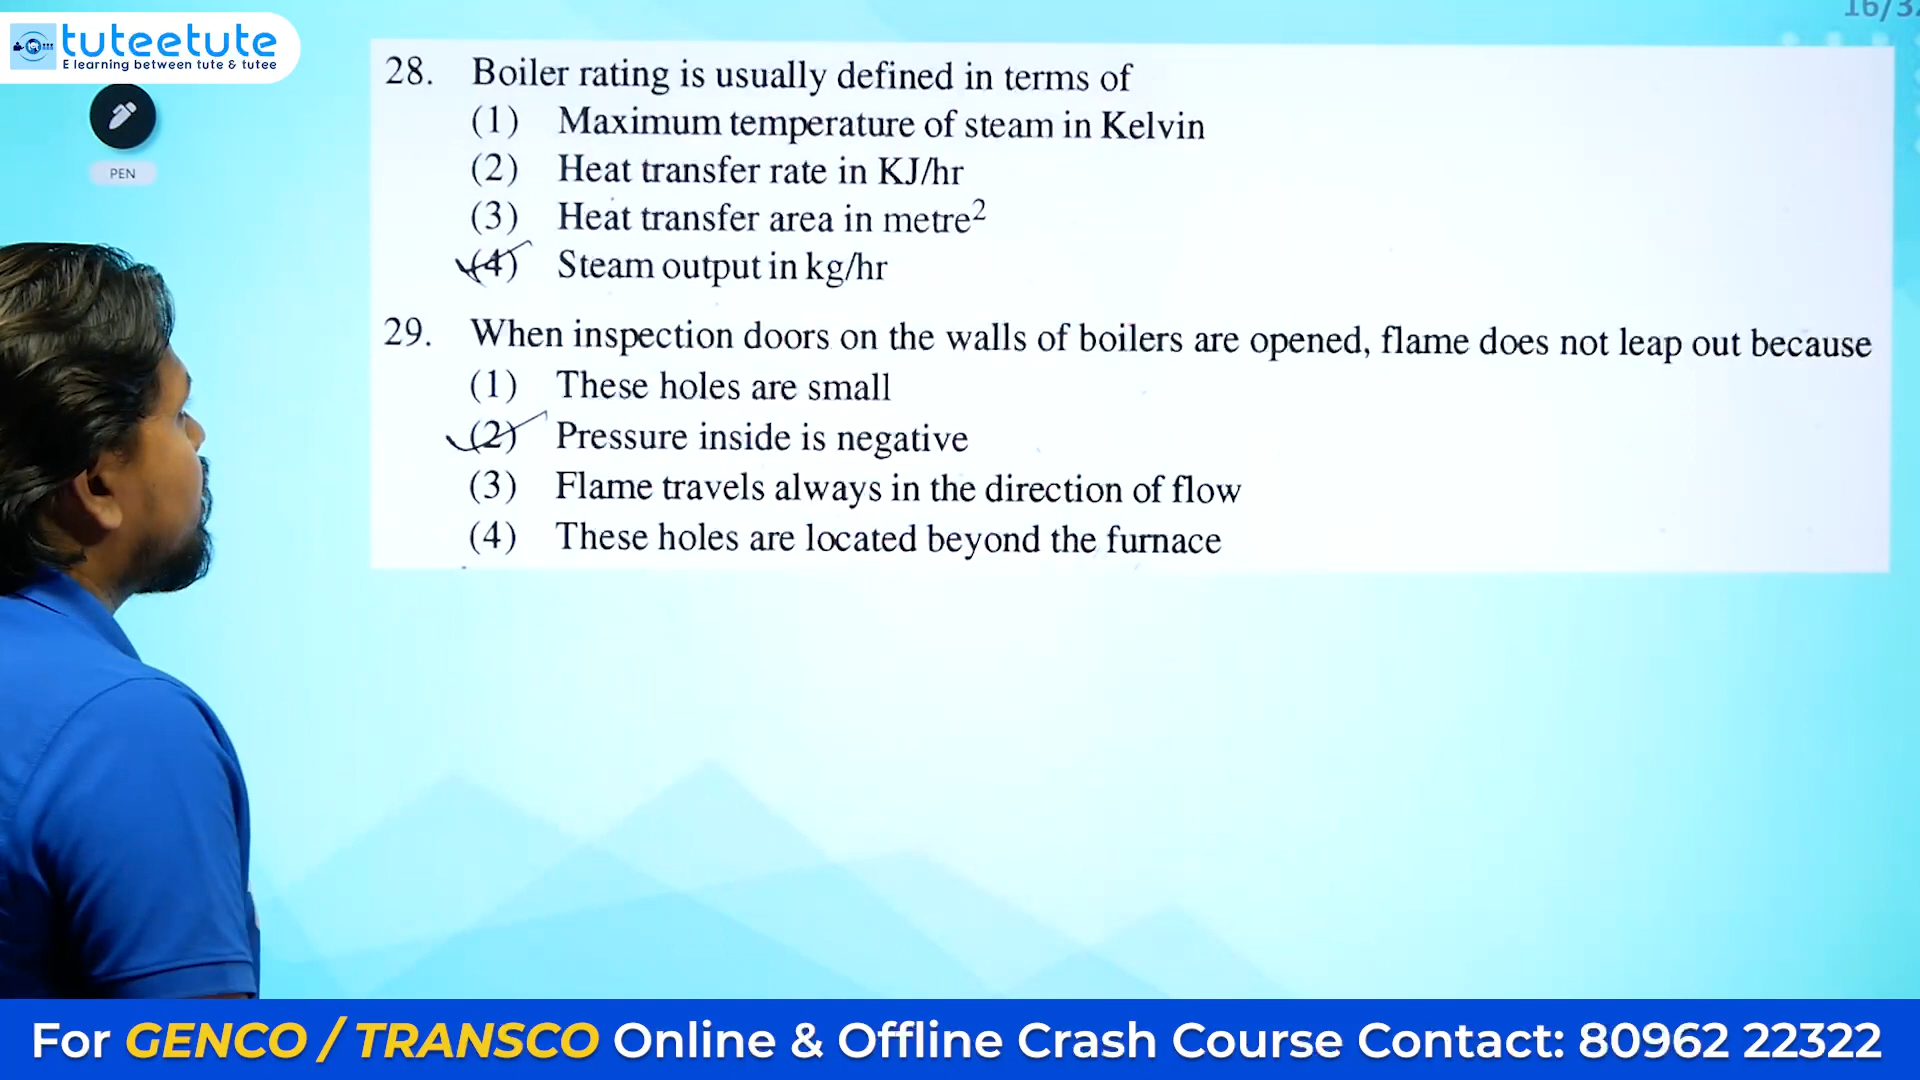 16/32
tuteetute
E learning between tute & tutee
PEN
28. Boiler rating is usually defined in terms of
(1) Maximum temperature of steam in Kelvin
(2) Heat transfer rate in KJ/hr
(3) Heat transfer area in metre²
(4) Steam output in kg/hr
29. When inspection doors on the walls of boilers are opened, flame does not leap out because
(1) These holes are small
(2) Pressure inside is negative
(3) Flame travels always in the direction of flow
(4) These holes are located beyond the furnace
For GENCO / TRANSCO Online & Offline Crash Course Contact: 80962 22322